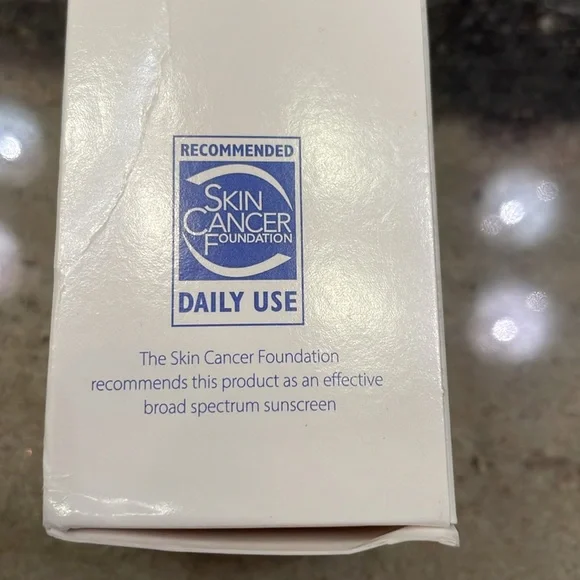 RECOMMENDED
SKIN
CANCER
FOUNDATION
DAILY USE
The Skin Cancer Foundation
recommends this product as an effective
broad spectrum sunscreen